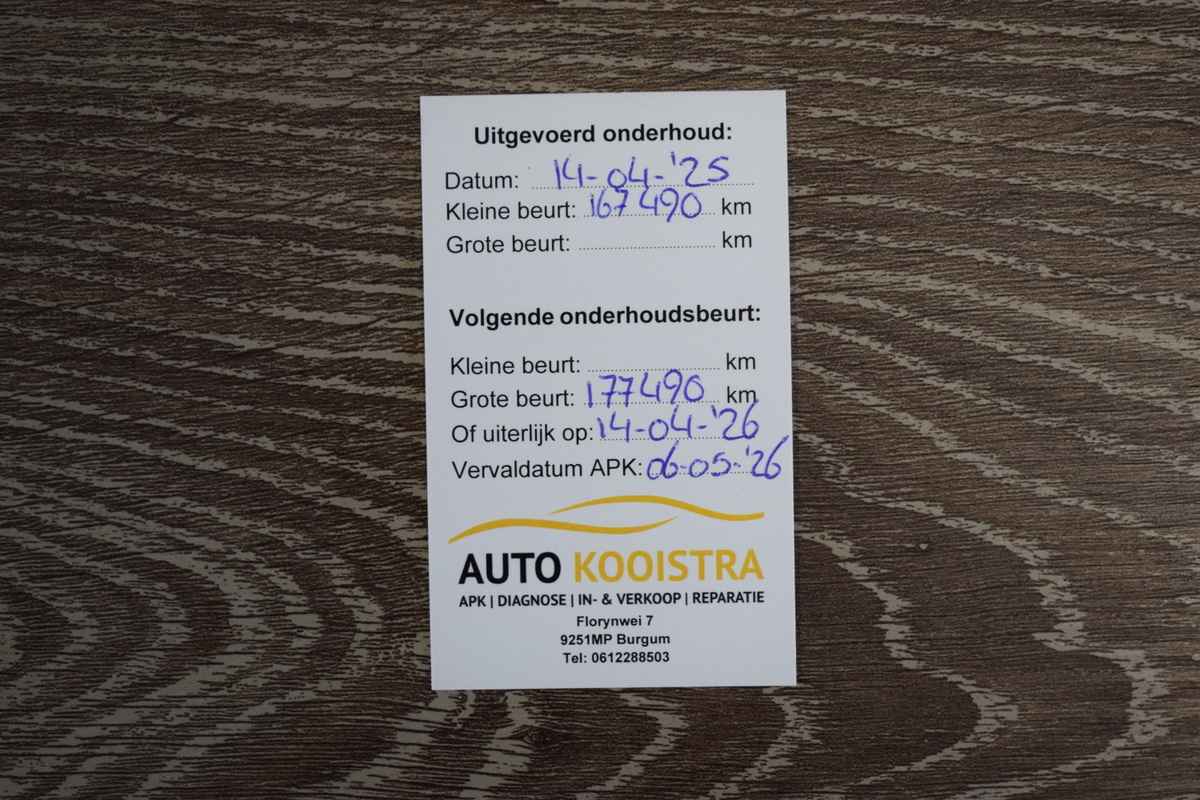 Uitgevoerd onderhoud:
Datum: 14-04-'25
Kleine beurt: 167490 km
Grote beurt: km
Volgende onderhoudsbeurt:
Kleine beurt: km
Grote beurt: 177490 km
Of uiterlijk op: 14-04-'26
Vervaldatum APK: 06-05-'26
AUTO KOOISTRA
APK | DIAGNOSE | IN- & VERKOOP | REPARATIE
Florynwei 7
9251MP Burgum
Tel: 0612288503